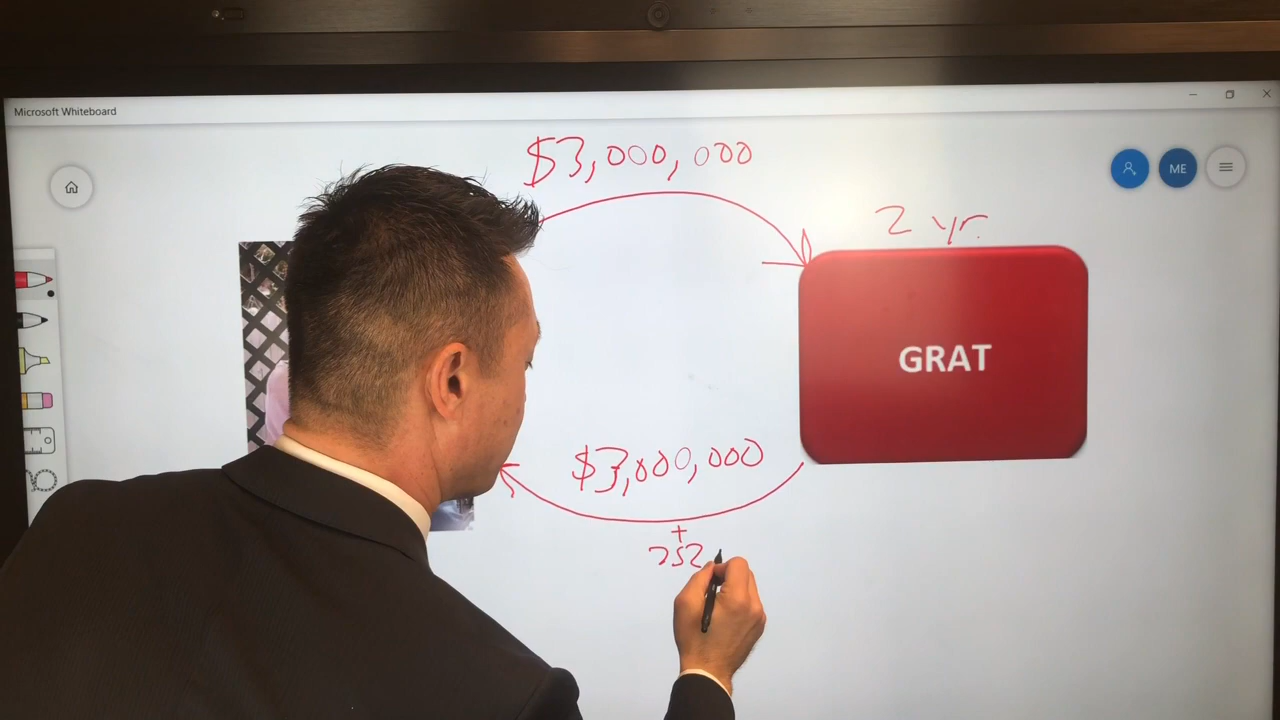 Microsoft Whiteboard
$3,000,000
ME
2 yr.
GRAT
$3,000,000
+
752